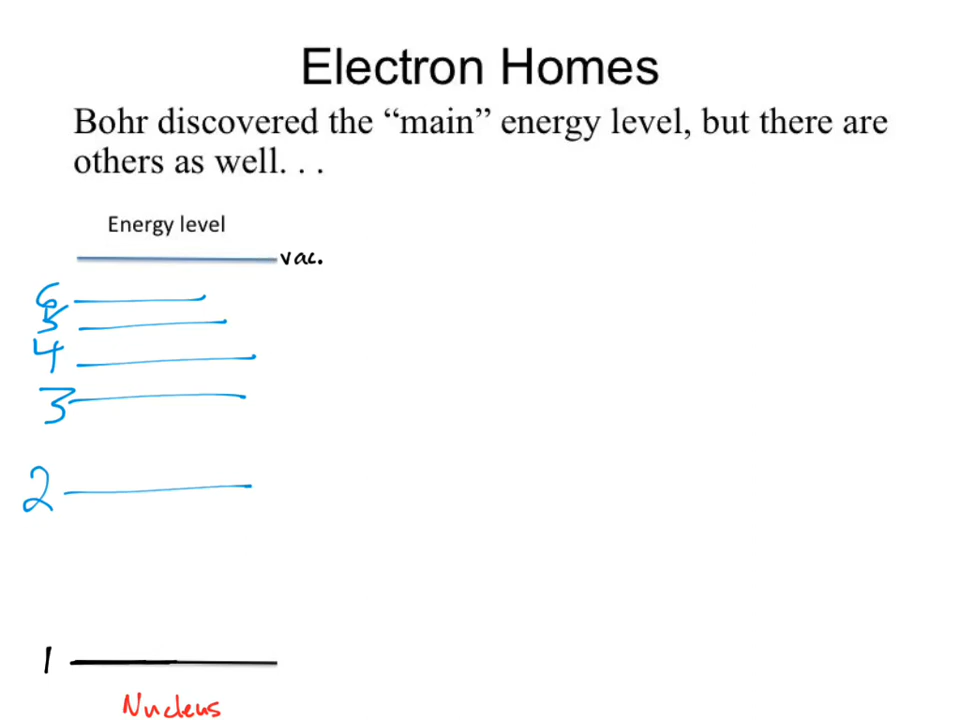 Electron Homes
Bohr discovered the “main” energy level, but there are
others as well. . .
Energy level
vac.
6
5
4
3
2
1
Nucleus